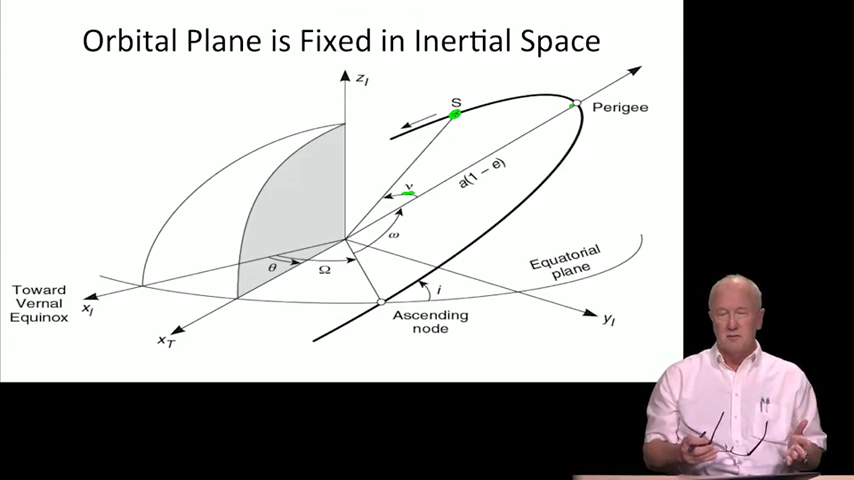 Orbital Plane is Fixed in Inertial Space
z_I
S
Perigee
ν
a(1 – e)
ω
Equatorial
plane
θ
Ω
i
Toward
Vernal
Equinox
x_I
Ascending
node
y_I
x_T